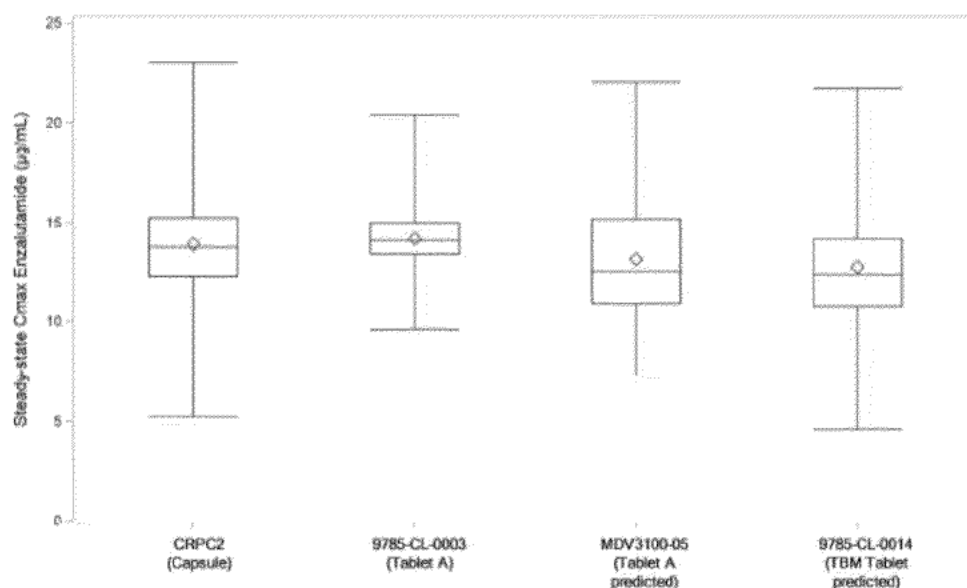 Steady-state Cmax Enzalutamide (µg/mL)
25
20
15
10
5
0
CRPC2
(Capsule)
9785-CL-0003
(Tablet A)
MDV3100-05
(Tablet A
predicted)
9785-CL-0014
(TBM Tablet
predicted)